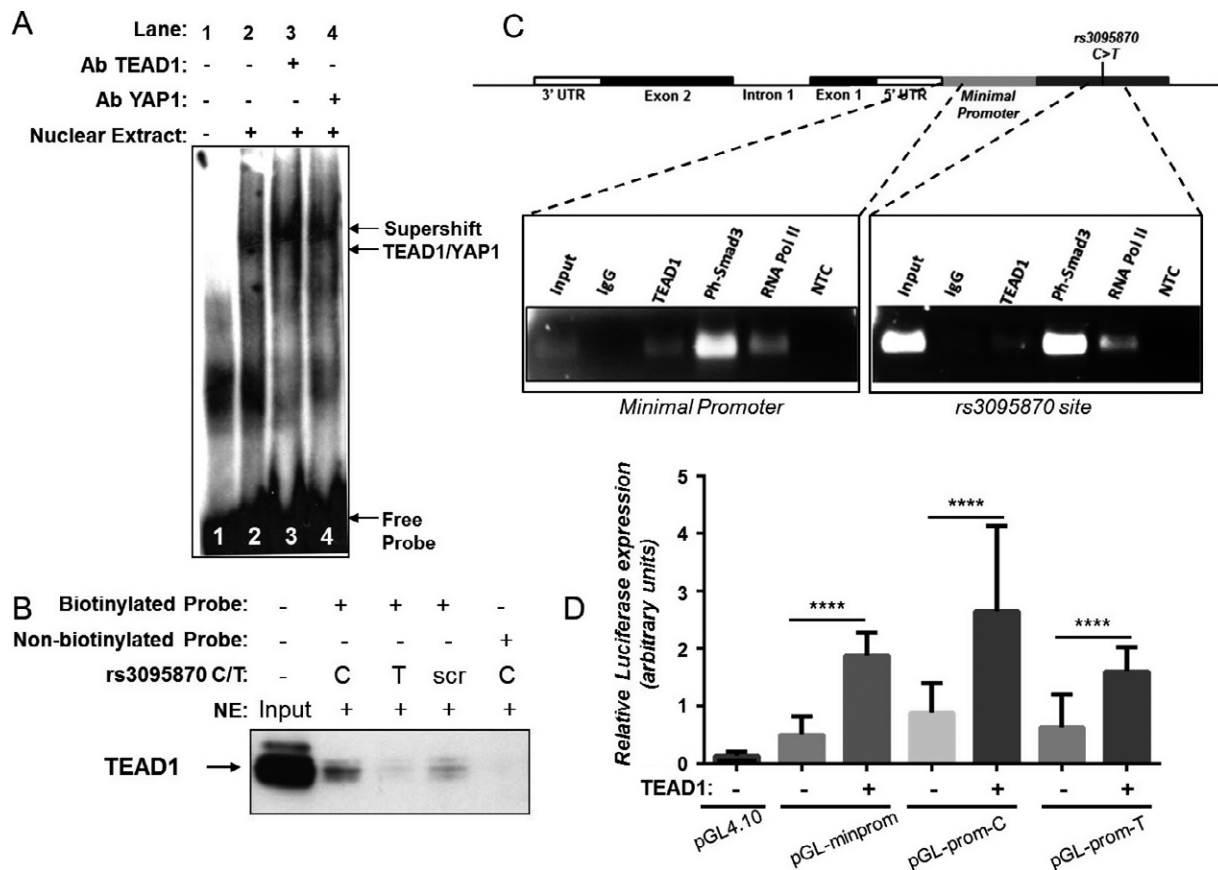 A
Lane: 1 2 3 4
Ab TEAD1 - - + -
Ab YAP1 - - - +
Nuclear Extract: - + + +
Supershift
TEAD1/YAP1
Free
Probe
1 2 3 4
B
Biotinylated Probe: - + + + -
Non-biotinylated Probe: - - - - +
rs3095870 C/T: - C T scr C
NE: Input + + + +
TEAD1
C
rs3095870
C>T
3' UTR Exon 2 Intron 1 Exon 1 5' UTR Minimal
Promoter
Input IgG TEAD1 Ph-Smad3 RNA Pol II NTC
Minimal Promoter
Input IgG TEAD1 Ph-Smad3 RNA Pol II NTC
rs3095870 site
D
Relative Luciferase expression
(arbitrary units)
5
4
3
2
1
0
**** **** ****
TEAD1: - + - + - +
pGL4.10 pGL-minprom pGL-prom-C pGL-prom-T